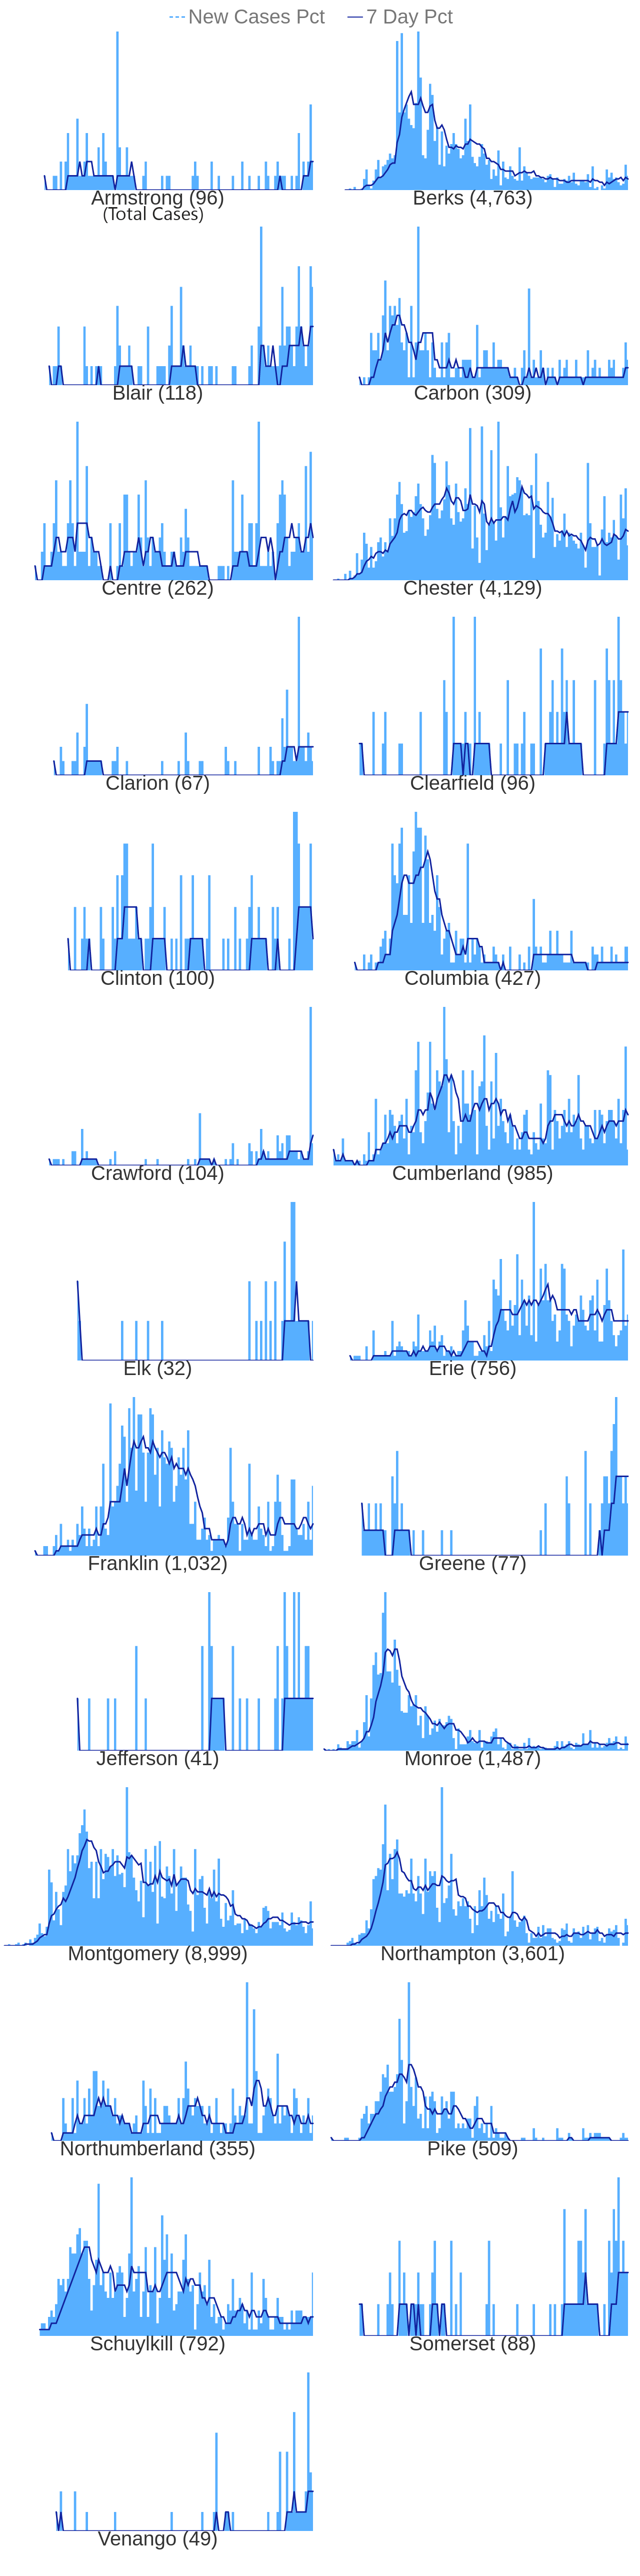 New Cases Pct 7 Day Pct
Armstrong (96) Berks (4,763)
(Total Cases)
Blair (118) Carbon (309)
Centre (262) Chester (4,129)
Clarion (67) Clearfield (96)
Clinton (100) Columbia (427)
Crawford (104) Cumberland (985)
Elk (32) Erie (756)
Franklin (1,032) Greene (77)
Jefferson (41) Monroe (1,487)
Montgomery (8,999) Northampton (3,601)
Northumberland (355) Pike (509)
Schuylkill (792) Somerset (88)
Venango (49)